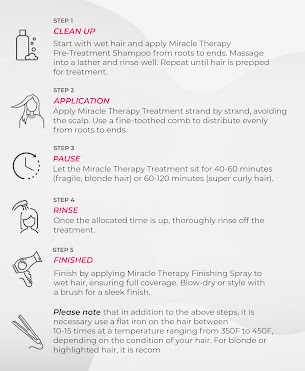 STEP 1
CLEAN UP
Start with wet hair and apply Miracle Therapy
Pre-Treatment Shampoo from roots to ends. Massage
into a lather and rinse well. Repeat until hair is prepped
for treatment.
STEP 2
APPLICATION
Apply Miracle Therapy Treatment strand by strand, avoiding
the scalp. Use a fine-toothed comb to distribute evenly
from roots to ends.
STEP 3
PAUSE
Let the Miracle Therapy Treatment sit for 40-60 minutes
(fragile, blonde hair) or 60-120 minutes (super curly hair).
STEP 4
RINSE
Once the allocated time is up, thoroughly rinse off the
treatment.
STEP 5
FINISHED
Finish by applying Miracle Therapy Finishing Spray to
wet hair, ensuring full coverage. Blow-dry or style with
a brush for a sleek finish.
Please note that in addition to the above steps, it is
necessary use a flat iron on the hair between
10-15 times at a temperature ranging from 350F to 450F,
depending on the condition of your hair. For blonde or
highlighted hair, it is recom